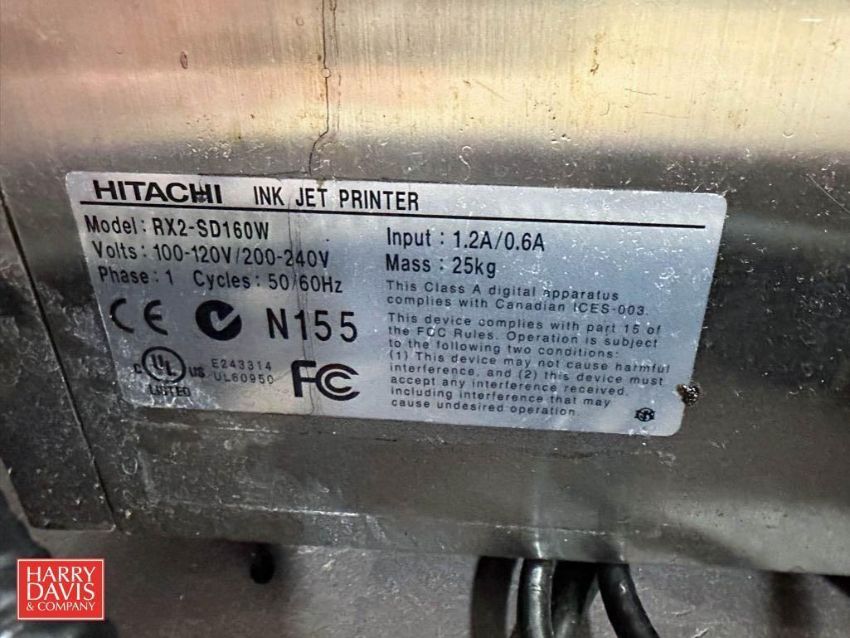 HITACHI INK JET PRINTER
Model: RX2-SD160W
Volts: 100-120V/200-240V
Phase: 1 Cycles: 50/60Hz
Input : 1.2A/0.6A
Mass : 25kg
This Class A digital apparatus
complies with Canadian ICES-003.
This device complies with part 15 of
the FCC Rules. Operation is subject
to the following two conditions:
(1) This device may not cause harmful
interference, and (2) this device must
accept any interference received,
including interference that may
cause undesired operation.
CE N155
C UL US
LISTED
E243314
UL60950
FC
HARRY
DAVIS
& COMPANY